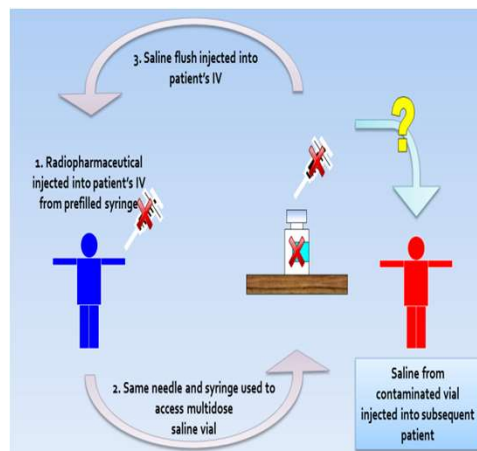 3. Saline flush injected into
patient's IV
1. Radiopharmaceutical
injected into patient's IV
from prefilled syringe
?
2. Same needle and syringe used to
access multidose
saline vial
Saline from
contaminated vial
injected into subsequent
patient